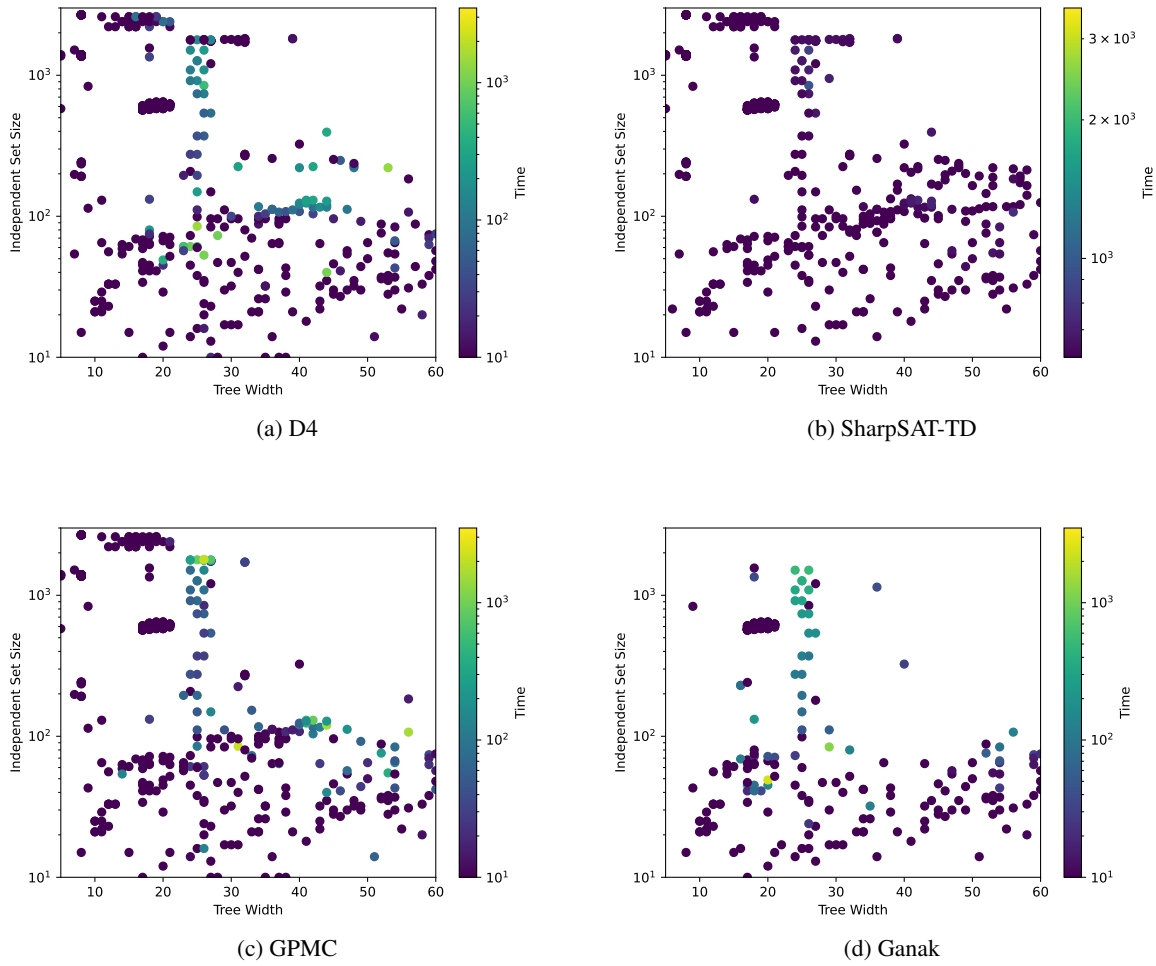 10³
10²
10¹
Independent Set Size
10 20 30 40 50 60
Tree Width
10³
10²
10¹
Time
(a) D4
10³
10²
10¹
Independent Set Size
10 20 30 40 50 60
Tree Width
3 × 10³
2 × 10³
10³
Time
(b) SharpSAT-TD
10³
10²
10¹
Independent Set Size
10 20 30 40 50 60
Tree Width
10³
10²
10¹
Time
(c) GPMC
10³
10²
10¹
Independent Set Size
10 20 30 40 50 60
Tree Width
10³
10²
10¹
Time
(d) Ganak